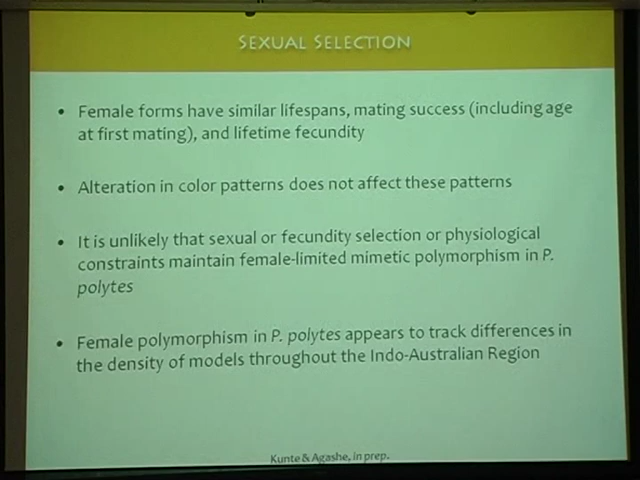 SEXUAL SELECTION
• Female forms have similar lifespans, mating success (including age
at first mating), and lifetime fecundity
• Alteration in color patterns does not affect these patterns
• It is unlikely that sexual or fecundity selection or physiological
constraints maintain female-limited mimetic polymorphism in P.
polytes
• Female polymorphism in P. polytes appears to track differences in
the density of models throughout the Indo-Australian Region
Kunte & Agashe, in prep.